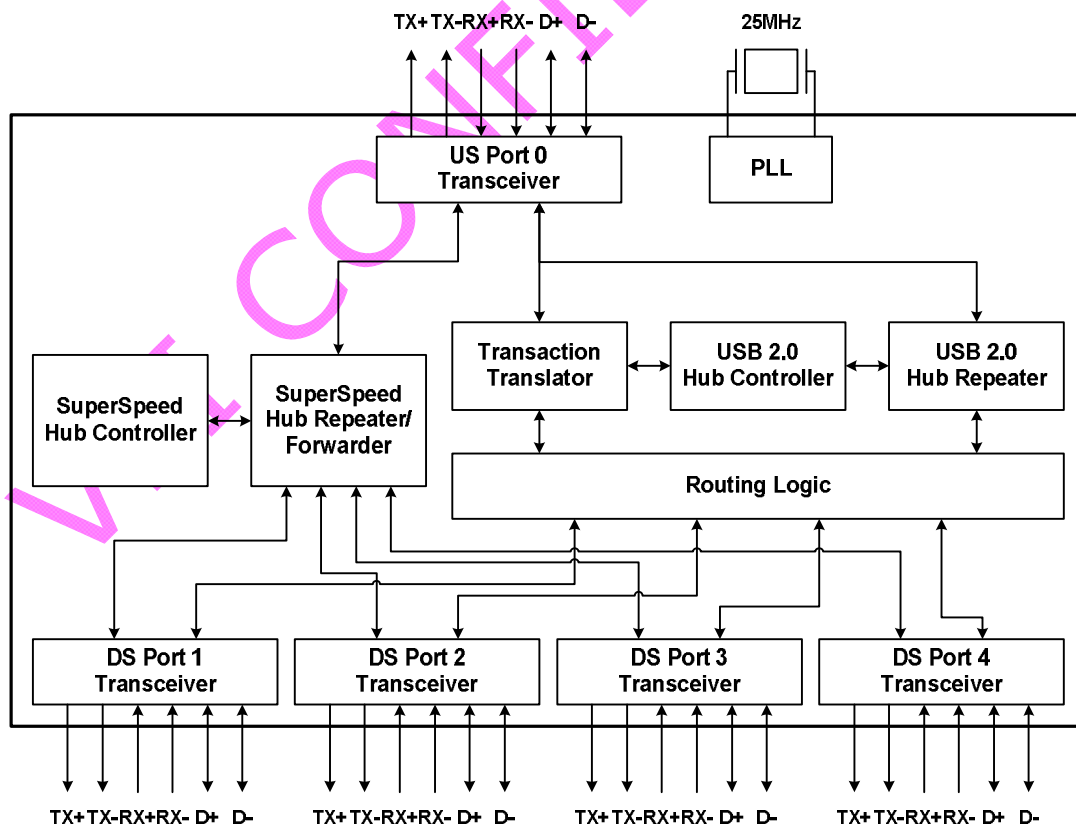 TX+ TX-RX+RX- D+ D-
25MHz
US Port 0
Transceiver
PLL
Transaction
Translator
USB 2.0
Hub Controller
USB 2.0
Hub Repeater
SuperSpeed
Hub Controller
SuperSpeed
Hub Repeater/
Forwarder
Routing Logic
DS Port 1
Transceiver
DS Port 2
Transceiver
DS Port 3
Transceiver
DS Port 4
Transceiver
TX+ TX-RX+RX- D+ D-
TX+ TX-RX+RX- D+ D-
TX+ TX-RX+RX- D+ D-
TX+ TX-RX+RX- D+ D-